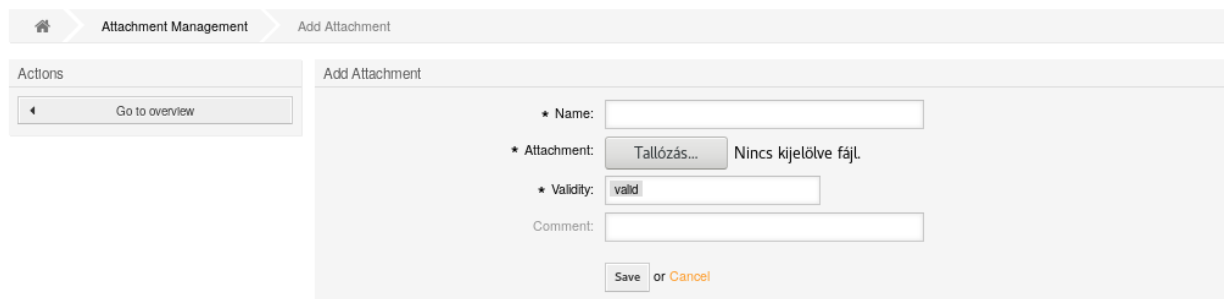 Attachment Management Add Attachment
Actions
Go to overview
Add Attachment
* Name:
* Attachment: Tallózás... Nincs kijelölve fájl.
* Validity: valid
Comment:
Save or Cancel